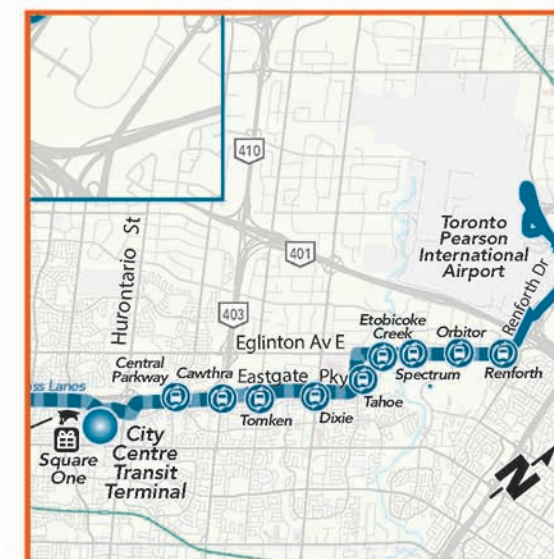 410
401
403
Hurontario St
Toronto
Pearson
International
Airport
Renforth Dr
Eglinton Av E
Etobicoke
Creek
Orbitor
Central
Parkway
Cawthra
Eastgate Pky
Spectrum
Renforth
Tahoe
Tomken
Dixie
Lanes
City
Centre
Transit
Terminal
Square
One
N